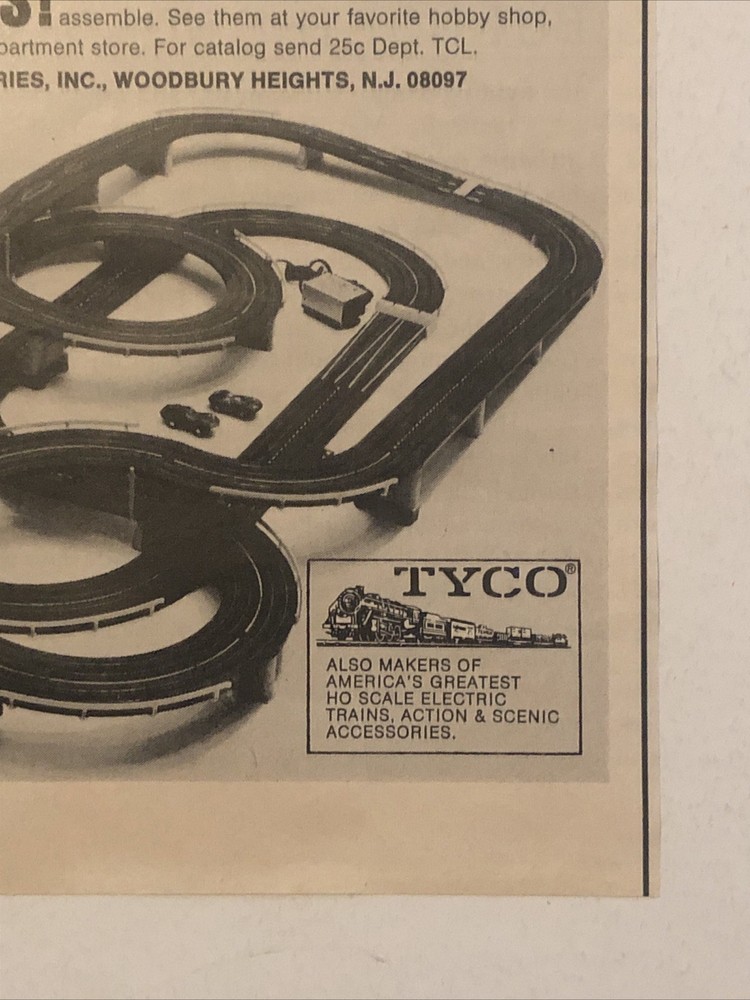 assemble. See them at your favorite hobby shop,
partment store. For catalog send 25c Dept. TCL.
RIES, INC., WOODBURY HEIGHTS, N.J. 08097
TYCO®
ALSO MAKERS OF
AMERICA'S GREATEST
HO SCALE ELECTRIC
TRAINS, ACTION & SCENIC
ACCESSORIES.